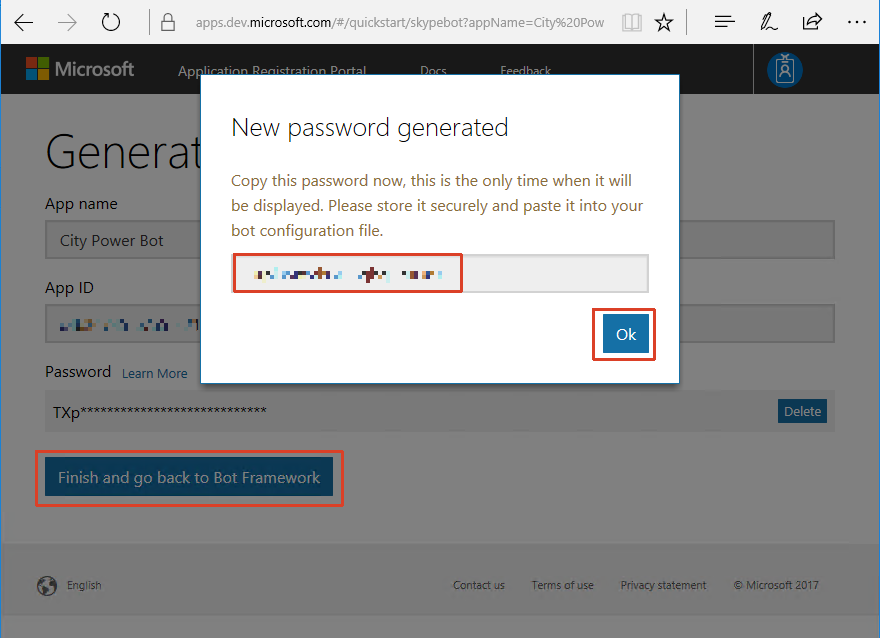 apps.dev.microsoft.com/#/quickstart/skypebot?appName=City%20Pow
Microsoft
Application Registration Portal
Docs
Feedback
Generat
New password generated
Copy this password now, this is the only time when it will
be displayed. Please store it securely and paste it into your
bot configuration file.
Ok
App name
City Power Bot
App ID
Password Learn More
TXp****************************
Delete
Finish and go back to Bot Framework
English
Contact us
Terms of use
Privacy statement
© Microsoft 2017